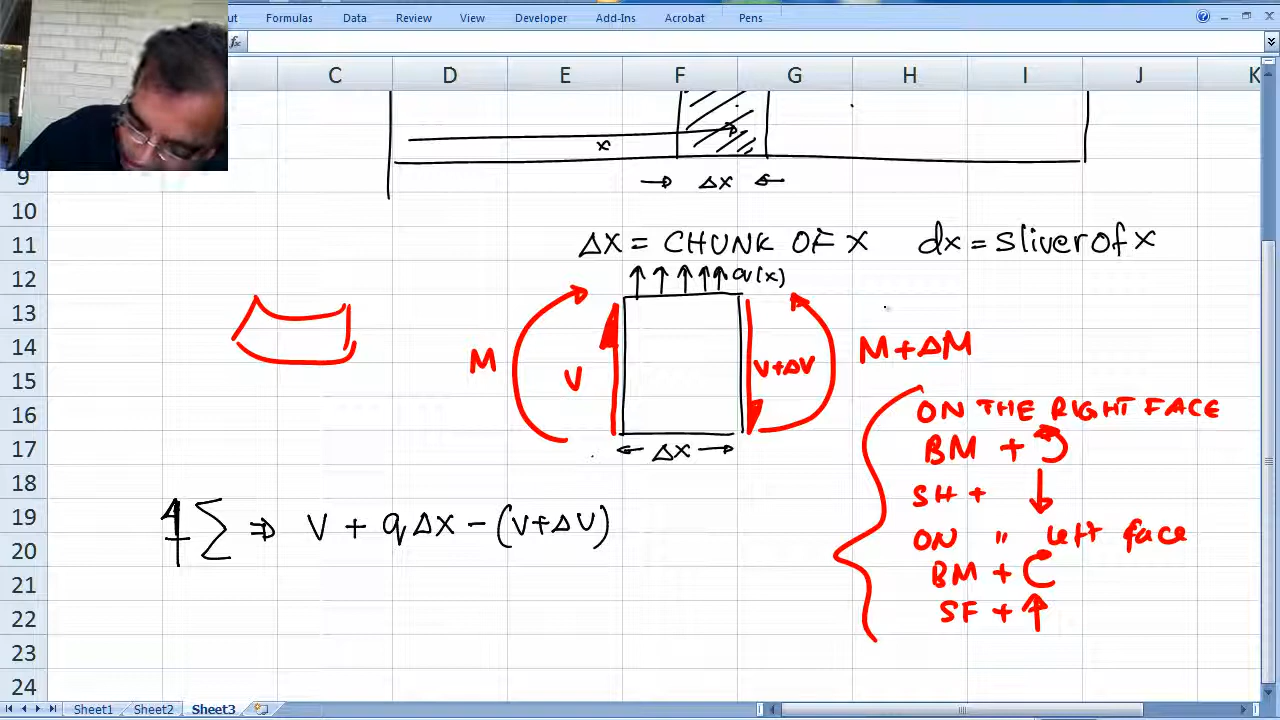 ut Formulas Data Review View Developer Add-Ins Acrobat Pens
fx
C D E F G H I J K
x
Δx
9
10
11 Δx = CHUNK OF X dx = sliver of X
12 q(x)
13
14 M M + ΔM
15 V V+ΔV
16 ON THE RIGHT FACE
17 Δx BM +
18 SH +
19 Σ ⇒ V + qΔx - (V+ΔV) ON " left face
20
21 BM +
22 SF + ↑
23
24
Sheet1 Sheet2 Sheet3